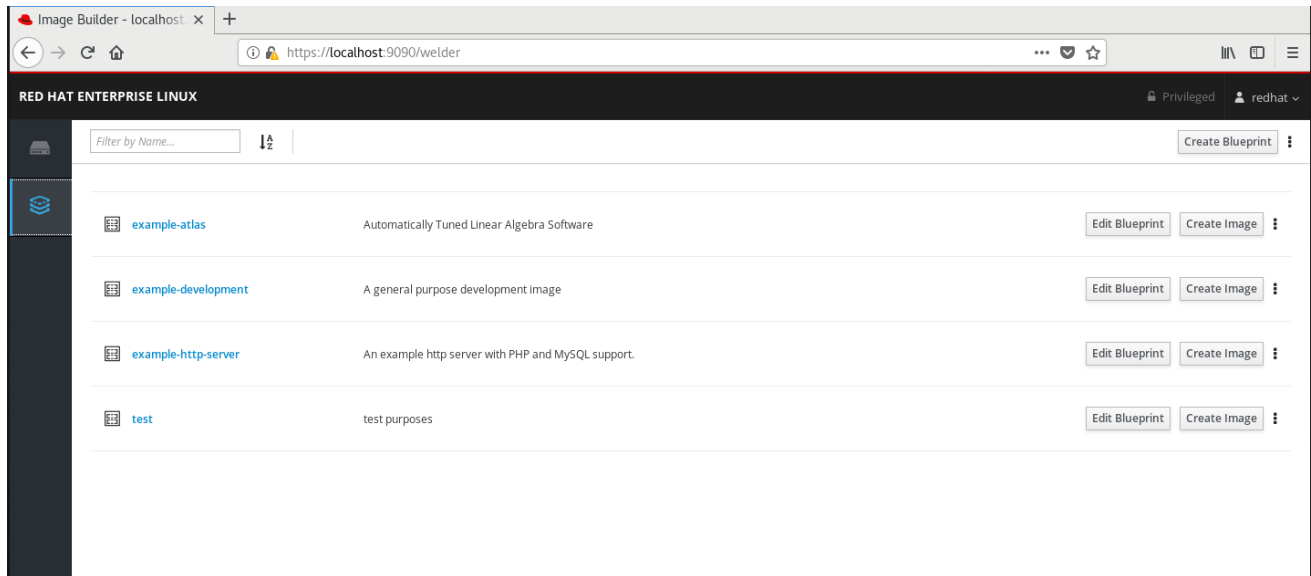 Image Builder - localhost
https://localhost:9090/welder
RED HAT ENTERPRISE LINUX
Privileged
redhat
Filter by Name...
A
Z
Create Blueprint
example-atlas Automatically Tuned Linear Algebra Software Edit Blueprint Create Image
example-development A general purpose development image Edit Blueprint Create Image
example-http-server An example http server with PHP and MySQL support. Edit Blueprint Create Image
test test purposes Edit Blueprint Create Image